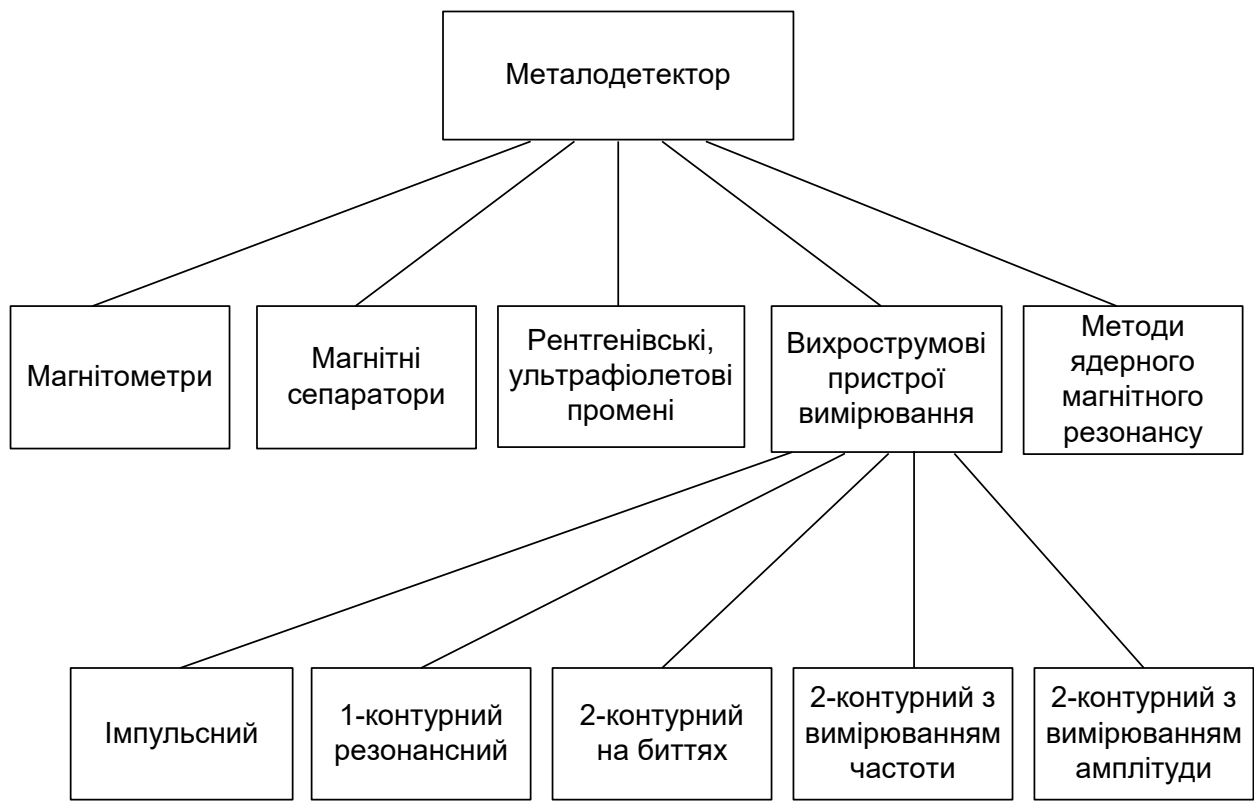 Металодетектор
Магнітометри
Магнітні
сепаратори
Рентгенівські,
ультрафіолетові
промені
Вихрострумові
пристрої
вимірювання
Методи
ядерного
магнітного
резонансу
Імпульсний
1-контурний
резонансний
2-контурний
на биттях
2-контурний з
вимірюванням
частоти
2-контурний з
вимірюванням
амплітуди